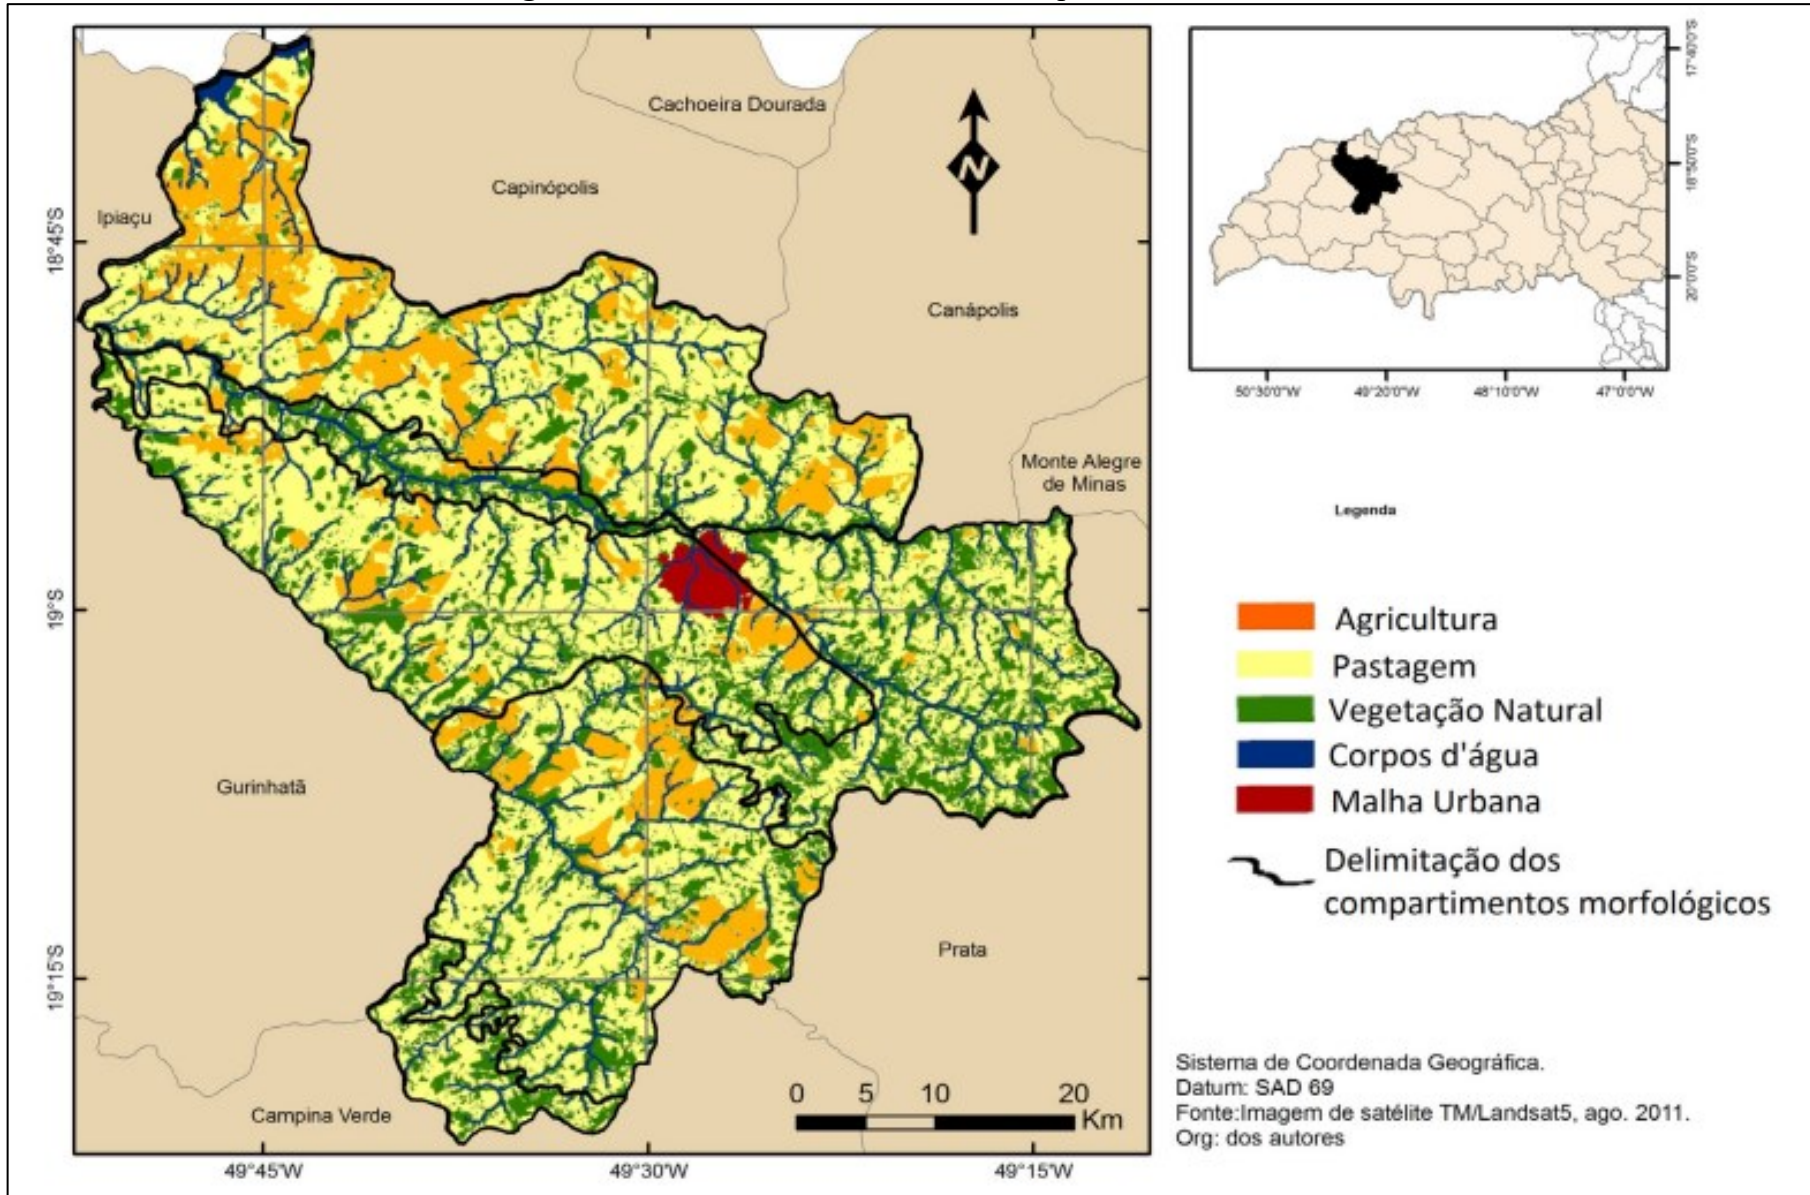 Cachoeira Dourada
Capinópolis
Ipiaçu
Canápolis
Monte Alegre
de Minas
Gurinhatã
Prata
Campina Verde
N
18°45'S
19°S
19°15'S
49°45'W
49°30'W
49°15'W
0 5 10 20
Km
50°30'0"W
49°20'0"W
48°10'0"W
47°0'0"W
Legenda
Agricultura
Pastagem
Vegetação Natural
Corpos d'água
Malha Urbana
Delimitação dos
compartimentos morfológicos
Sistema de Coordenada Geográfica.
Datum: SAD 69
Fonte:Imagem de satélite TM/Landsat5, ago. 2011.
Org: dos autores